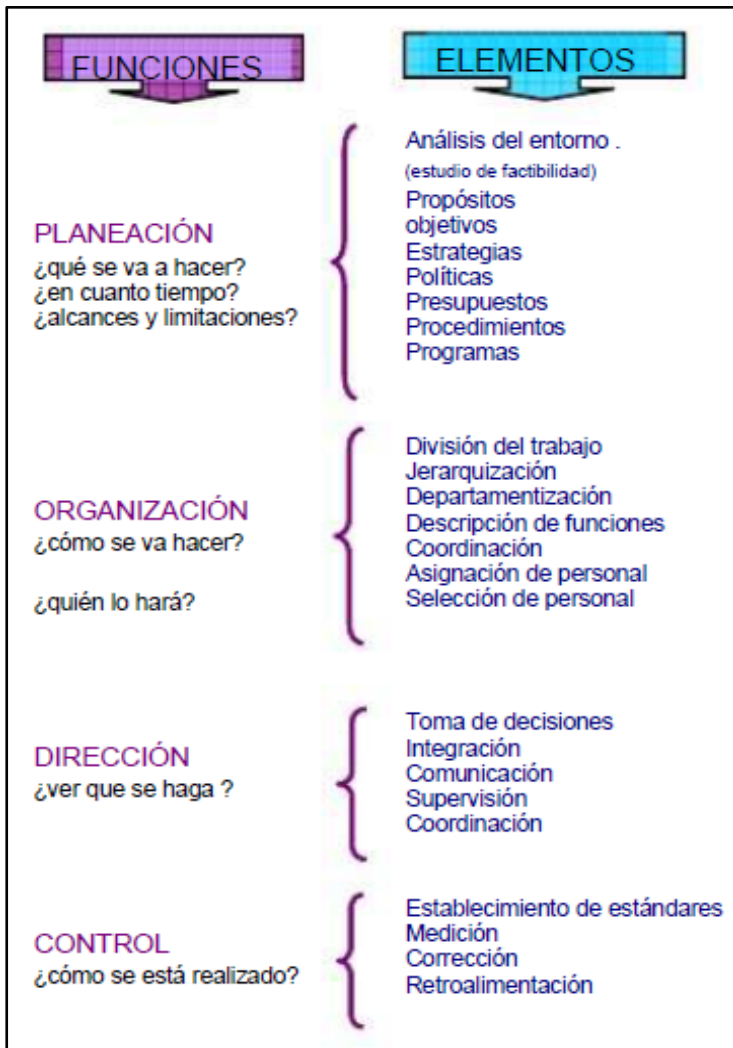 FUNCIONES
ELEMENTOS
PLANEACIÓN
¿qué se va a hacer?
¿en cuanto tiempo?
¿alcances y limitaciones?
Análisis del entorno .
(estudio de factibilidad)
Propósitos
objetivos
Estrategias
Políticas
Presupuestos
Procedimientos
Programas
ORGANIZACIÓN
¿cómo se va hacer?
¿quién lo hará?
División del trabajo
Jerarquización
Departamentización
Descripción de funciones
Coordinación
Asignación de personal
Selección de personal
DIRECCIÓN
¿ver que se haga ?
Toma de decisiones
Integración
Comunicación
Supervisión
Coordinación
CONTROL
¿cómo se está realizado?
Establecimiento de estándares
Medición
Corrección
Retroalimentación